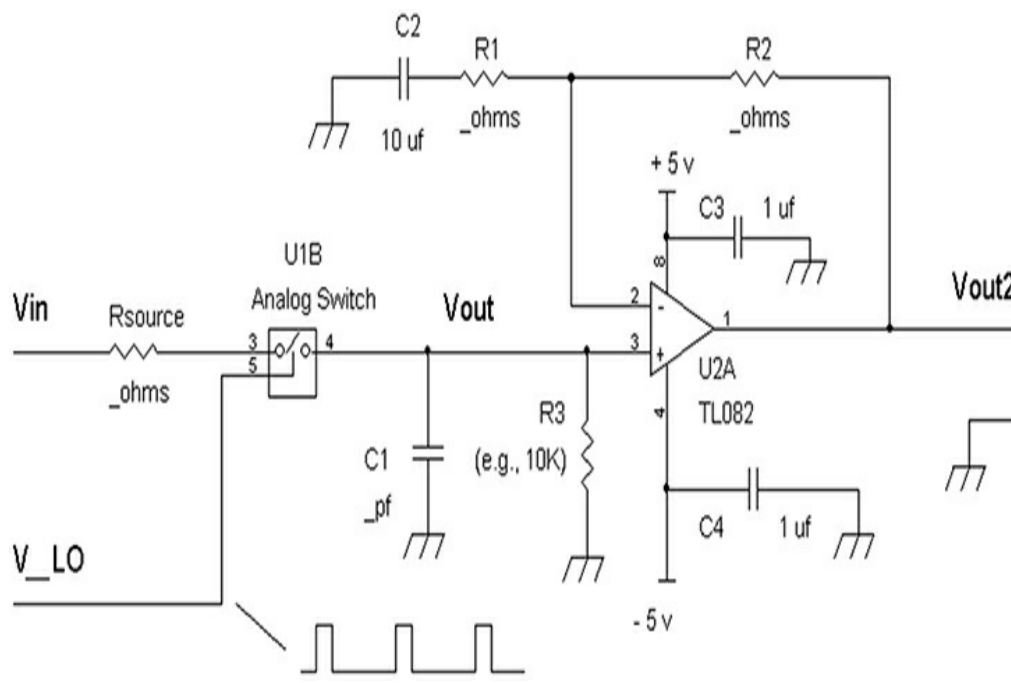 C2
R1
R2
10 uf
_ohms
_ohms
+ 5 v
C3
1 uf
8
U1B
Analog Switch
Vin
Rsource
Vout
Vout2
2
-
1
3
4
3
+
5
_ohms
U2A
TL082
R3
(e.g., 10K)
4
C1
_pf
C4
1 uf
V_LO
- 5 v